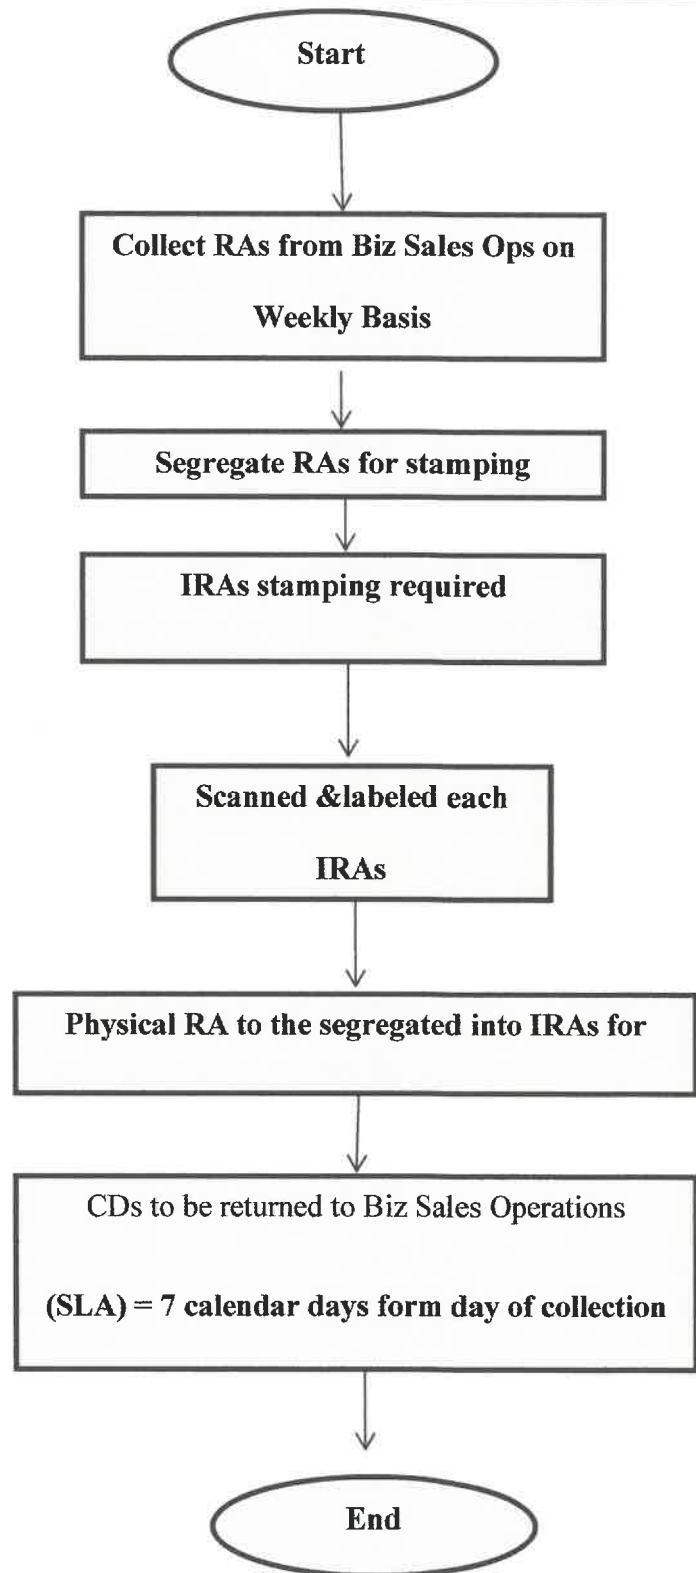 Start
Collect RAs from Biz Sales Ops on
Weekly Basis
Segregate RAs for stamping
IRAs stamping required
Scanned &labeled each
IRAs
Physical RA to the segregated into IRAs for
CDs to be returned to Biz Sales Operations
(SLA) = 7 calendar days form day of collection
End